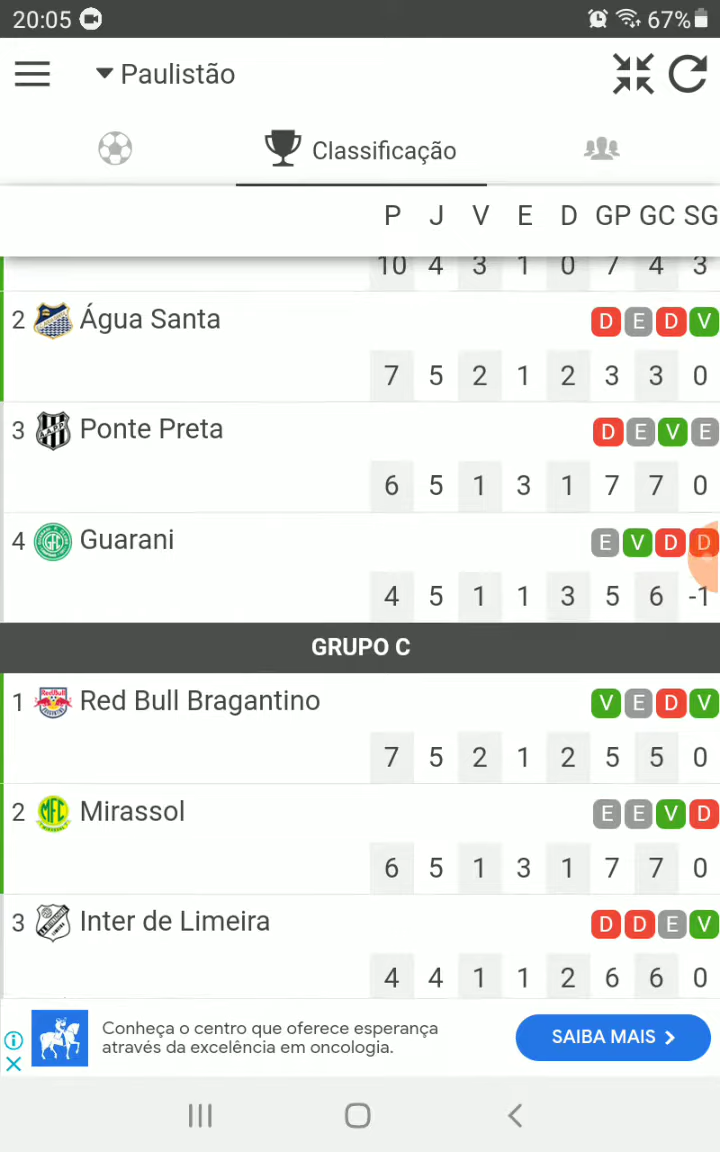 20:05 67%
Paulistão
Classificação
P J V E D GP GC SG
10 4 3 1 0 7 4 3
2 Água Santa D E D V
7 5 2 1 2 3 3 0
3 Ponte Preta D E V E
6 5 1 3 1 7 7 0
4 GFC Guarani E V D D
4 5 1 1 3 5 6 -1
GRUPO C
1 RedBull Red Bull Bragantino V E D V
7 5 2 1 2 5 5 0
2 MFC Mirassol E E V D
6 5 1 3 1 7 7 0
3 Inter de Limeira D D E V
4 4 1 1 2 6 6 0
Conheça o centro que oferece esperança
através da excelência em oncologia.
SAIBA MAIS